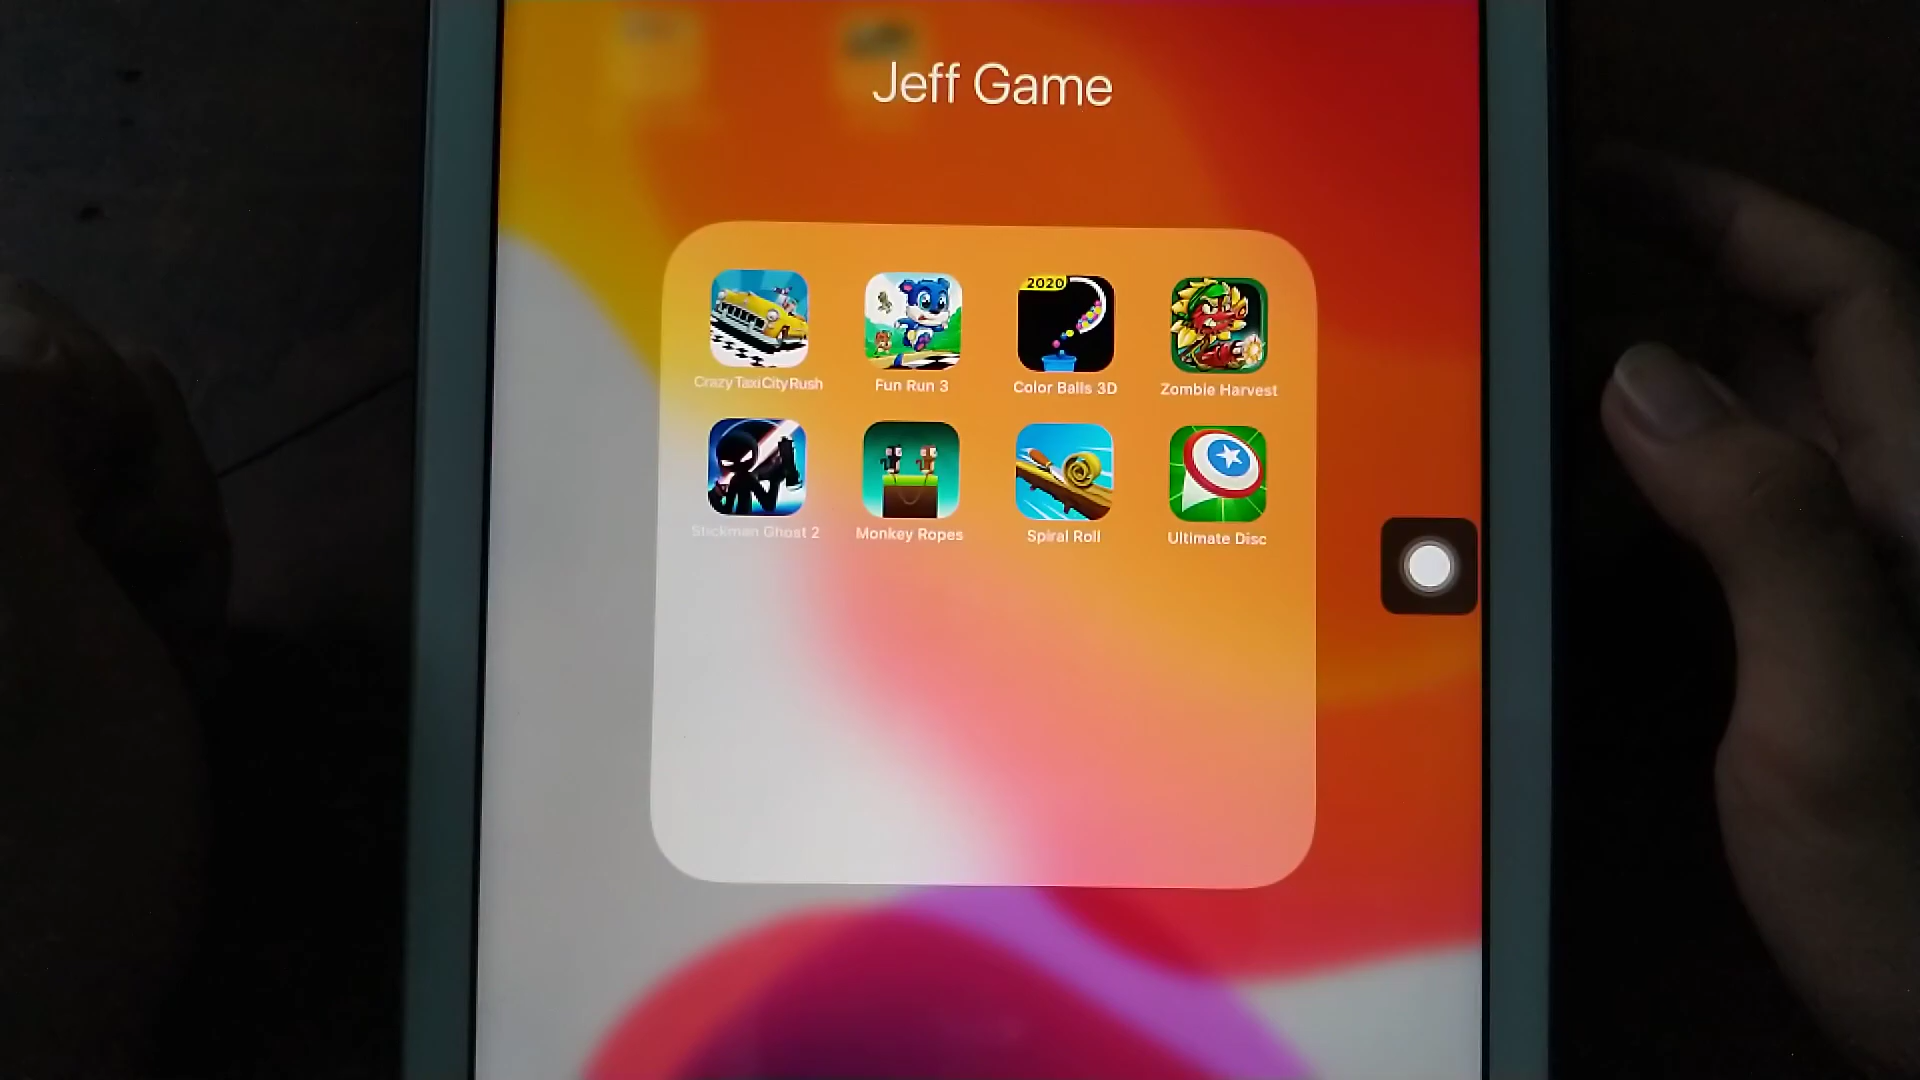 Jeff Game
2020
Crazy Taxi City Rush
Fun Run 3
Color Balls 3D
Zombie Harvest
Stickman Ghost 2
Monkey Ropes
Spiral Roll
Ultimate Disc